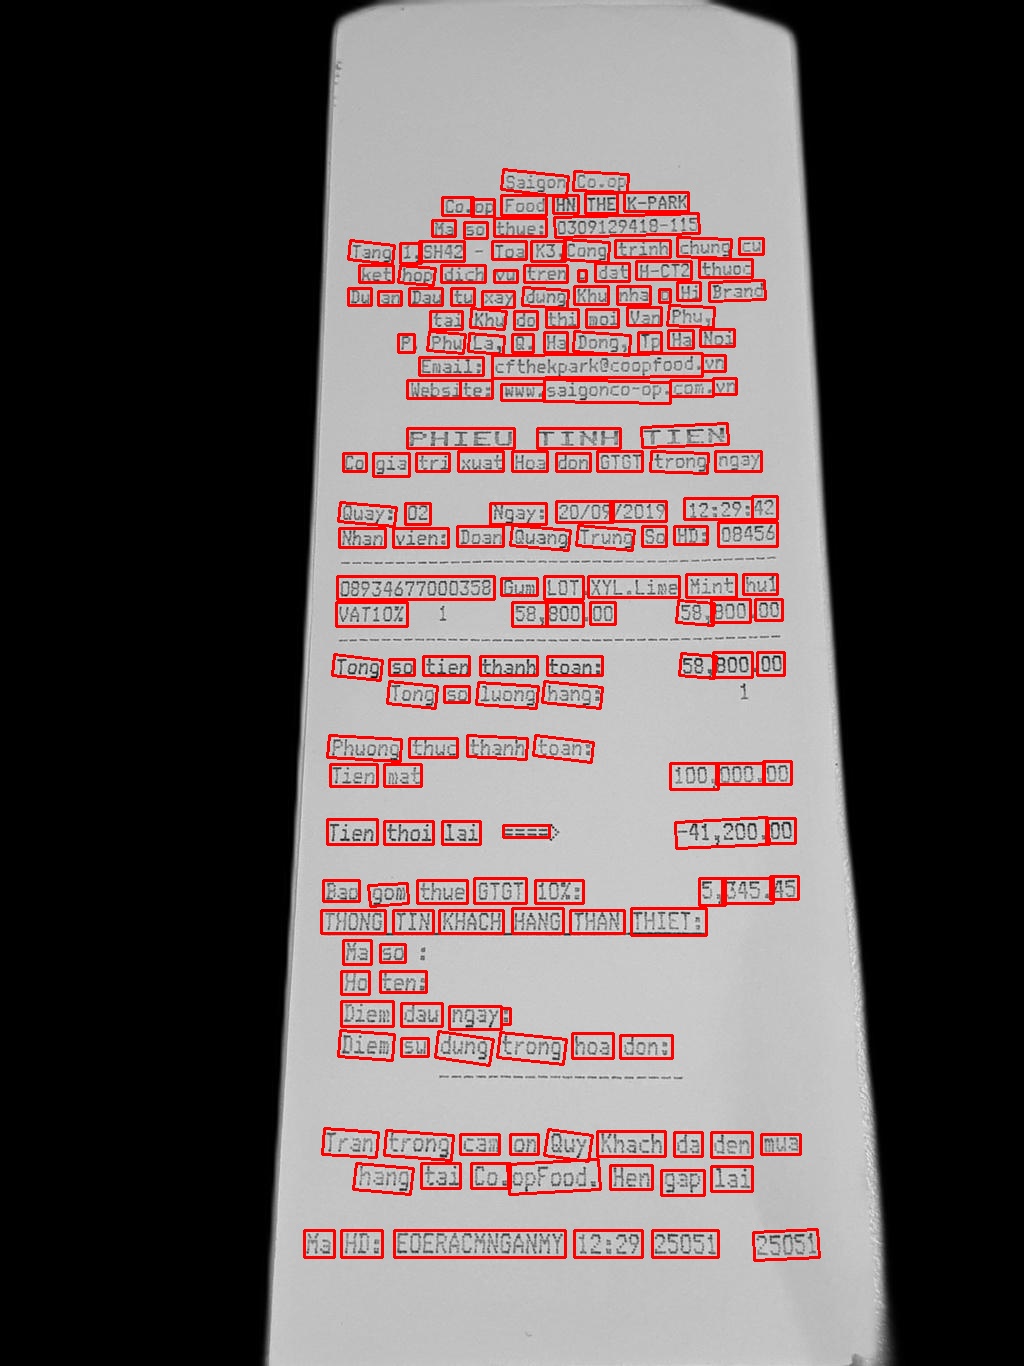 Saigon Co.op
Co.op Food HN THE K-PARK
Ma so thue: 0309129418-115
Tang 1,SH42 - Toa K3,Cong trinh chung cu
ket hop dich vu tren o dat H-CT2 thuoc
Du an Dau tu xay dung Khu nha o Hi Brand
tai Khu do thi moi Van Phu,
P. Phu La, Q. Ha Dong, Tp Ha Noi
Email: cfthekpark@coopfood.vn
Website: www.saigonco-op.com.vn
PHIEU TINH TIEN
Co gia tri xuat Hoa don GTGT trong ngay
Quay: 02 Ngay: 20/09/2019 12:29:42
Nhan vien: Doan Quang Trung So HD: 08456
08934677000358 Gum LOT.XYL.Lime Mint hu1
VAT10% 1 58,800.00 58,800.00
Tong so tien thanh toan: 58,800.00
Tong so luong hang: 1
Phuong thuc thanh toan:
Tien mat 100,000.00
Tien thoi lai ====> -41,200.00
Bao gom thue GTGT 10%: 5,345.45
THONG TIN KHACH HANG THAN THIET:
Ma so :
Ho ten:
Diem dau ngay:
Diem su dung trong hoa don:
Tran trong cam on Quy Khach da den mua
hang tai Co.opFood. Hen gap lai
Ma HD: EOERACMNGANMY 12:29 25051 25051